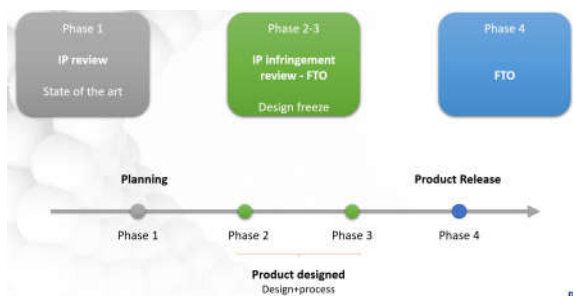 Phase 1
IP review
State of the art
Phase 2-3
IP infringement
review - FTO
Design freeze
Phase 4
FTO
Planning
Product Release
Phase 1
Phase 2
Phase 3
Phase 4
Product designed
Design+process